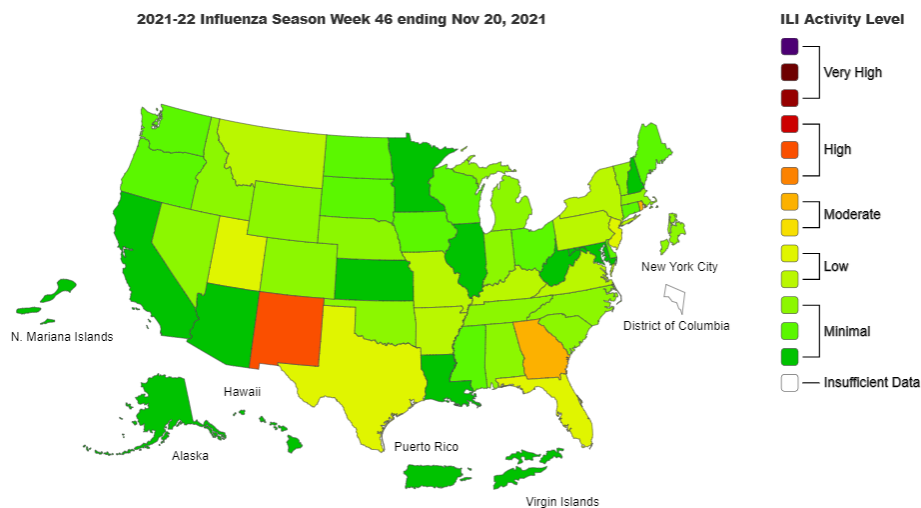 2021-22 Influenza Season Week 46 ending Nov 20, 2021
ILI Activity Level
Very High
High
Moderate
Low
Minimal
Insufficient Data
New York City
District of Columbia
N. Mariana Islands
Hawaii
Alaska
Puerto Rico
Virgin Islands